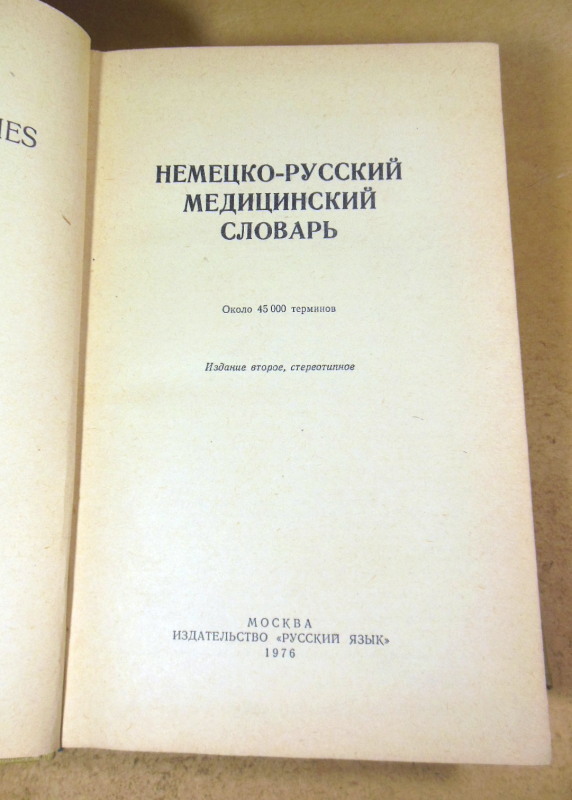 НЕМЕЦКО-РУССКИЙ
МЕДИЦИНСКИЙ
СЛОВАРЬ
Около 45 000 терминов
Издание второе, стереотипное
МОСКВА
ИЗДАТЕЛЬСТВО «РУССКИЙ ЯЗЫК»
1976